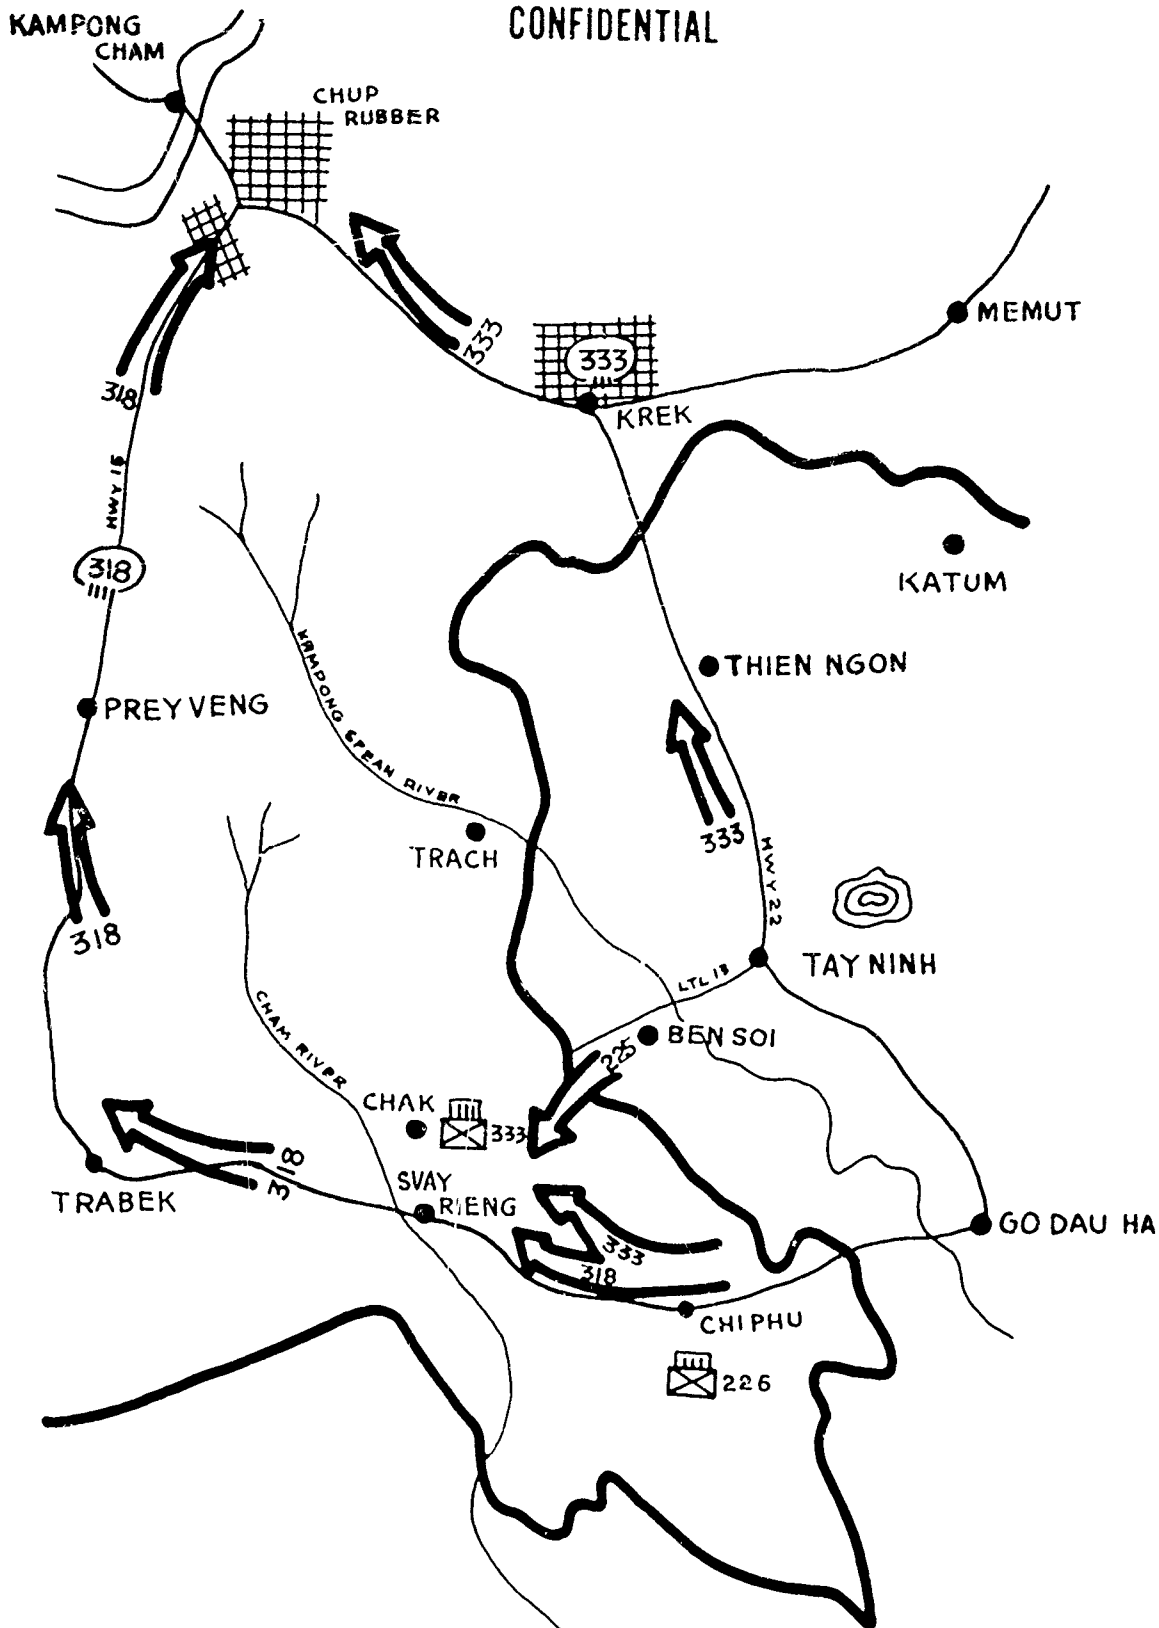 CONFIDENTIAL
KAMPONG
CHAM
CHUP
RUBBER
333
318
333
MEMUT
KREK
HWY 15
318
KATUM
THIEN NGON
PREY VENG
KAMPONG SPEAN RIVER
333
TRACH
HWY 22
318
TAY NINH
LTL 13
CHAM RIVER
BEN SOI
225
CHAK
333
318
SVAY
RIENG
TRABEK
GO DAU HA
333
318
CHIPHU
226